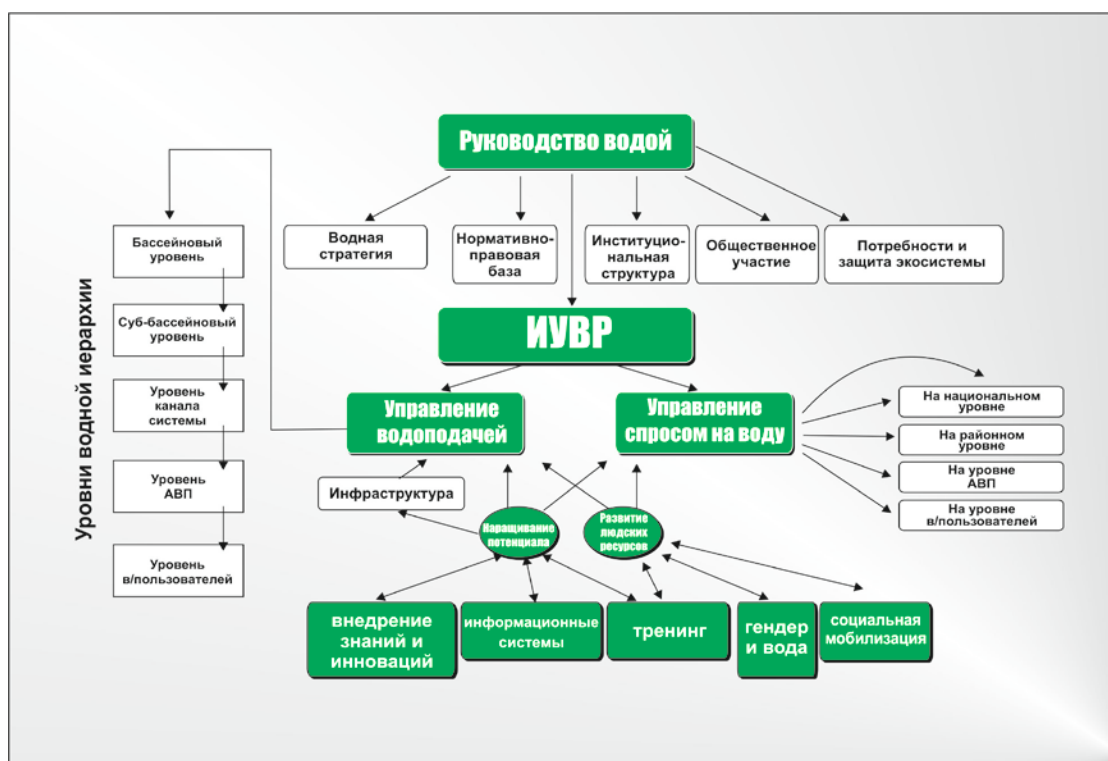 Руководство водой
Водная
стратегия
Нормативно-
правовая
база
Институцио-
нальная
структура
Общественное
участие
Потребности и
защита экосистемы
Уровни водной иерархии
Бассейновый
уровень
Суб-бассейновый
уровень
Уровень
канала
системы
Уровень
АВП
Уровень
в/пользователей
ИУВР
Управление
водоподачей
Управление
спросом на воду
На национальном
уровне
На районном
уровне
На уровне
АВП
На уровне
в/пользователей
Инфраструктура
Наращивание
потенциала
Развитие
людских
ресурсов
внедрение
знаний и
инноваций
информационные
системы
тренинг
гендер
и вода
социальная
мобилизация